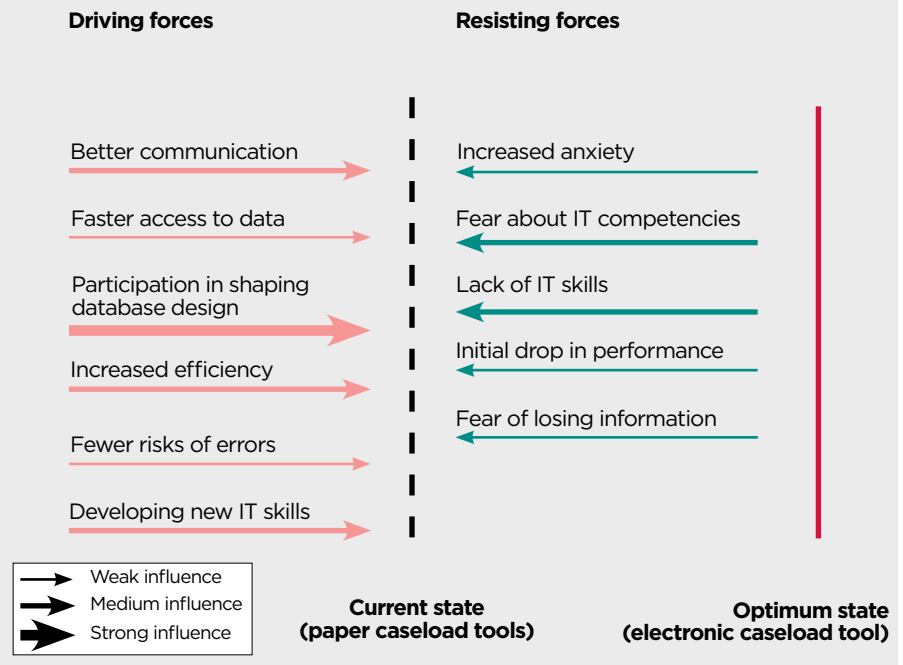 Driving forces
Resisting forces
Better communication
Faster access to data
Participation in shaping
database design
Increased efficiency
Fewer risks of errors
Developing new IT skills
Increased anxiety
Fear about IT competencies
Lack of IT skills
Initial drop in performance
Fear of losing information
Weak influence
Medium influence
Strong influence
Current state
(paper caseload tools)
Optimum state
(electronic caseload tool)